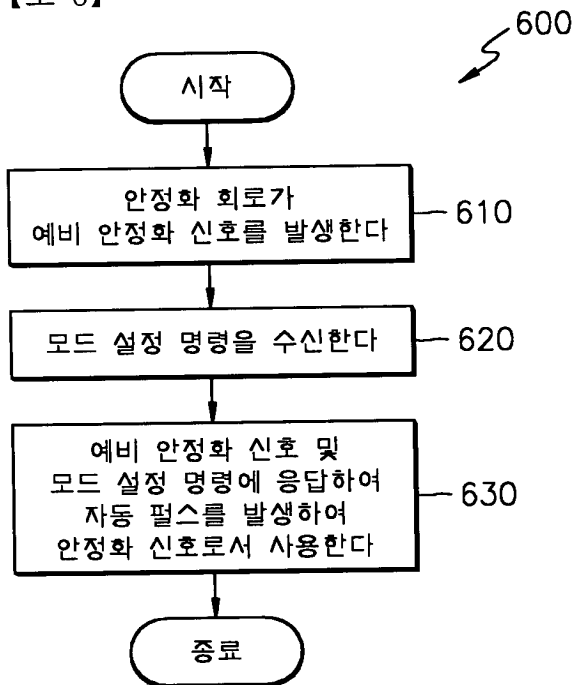 600
시작
안정화 회로가
예비 안정화 신호를 발생한다
610
모드 설정 명령을 수신한다
620
예비 안정화 신호 및
모드 설정 명령에 응답하여
자동 펄스를 발생하여
안정화 신호로서 사용한다
630
종료